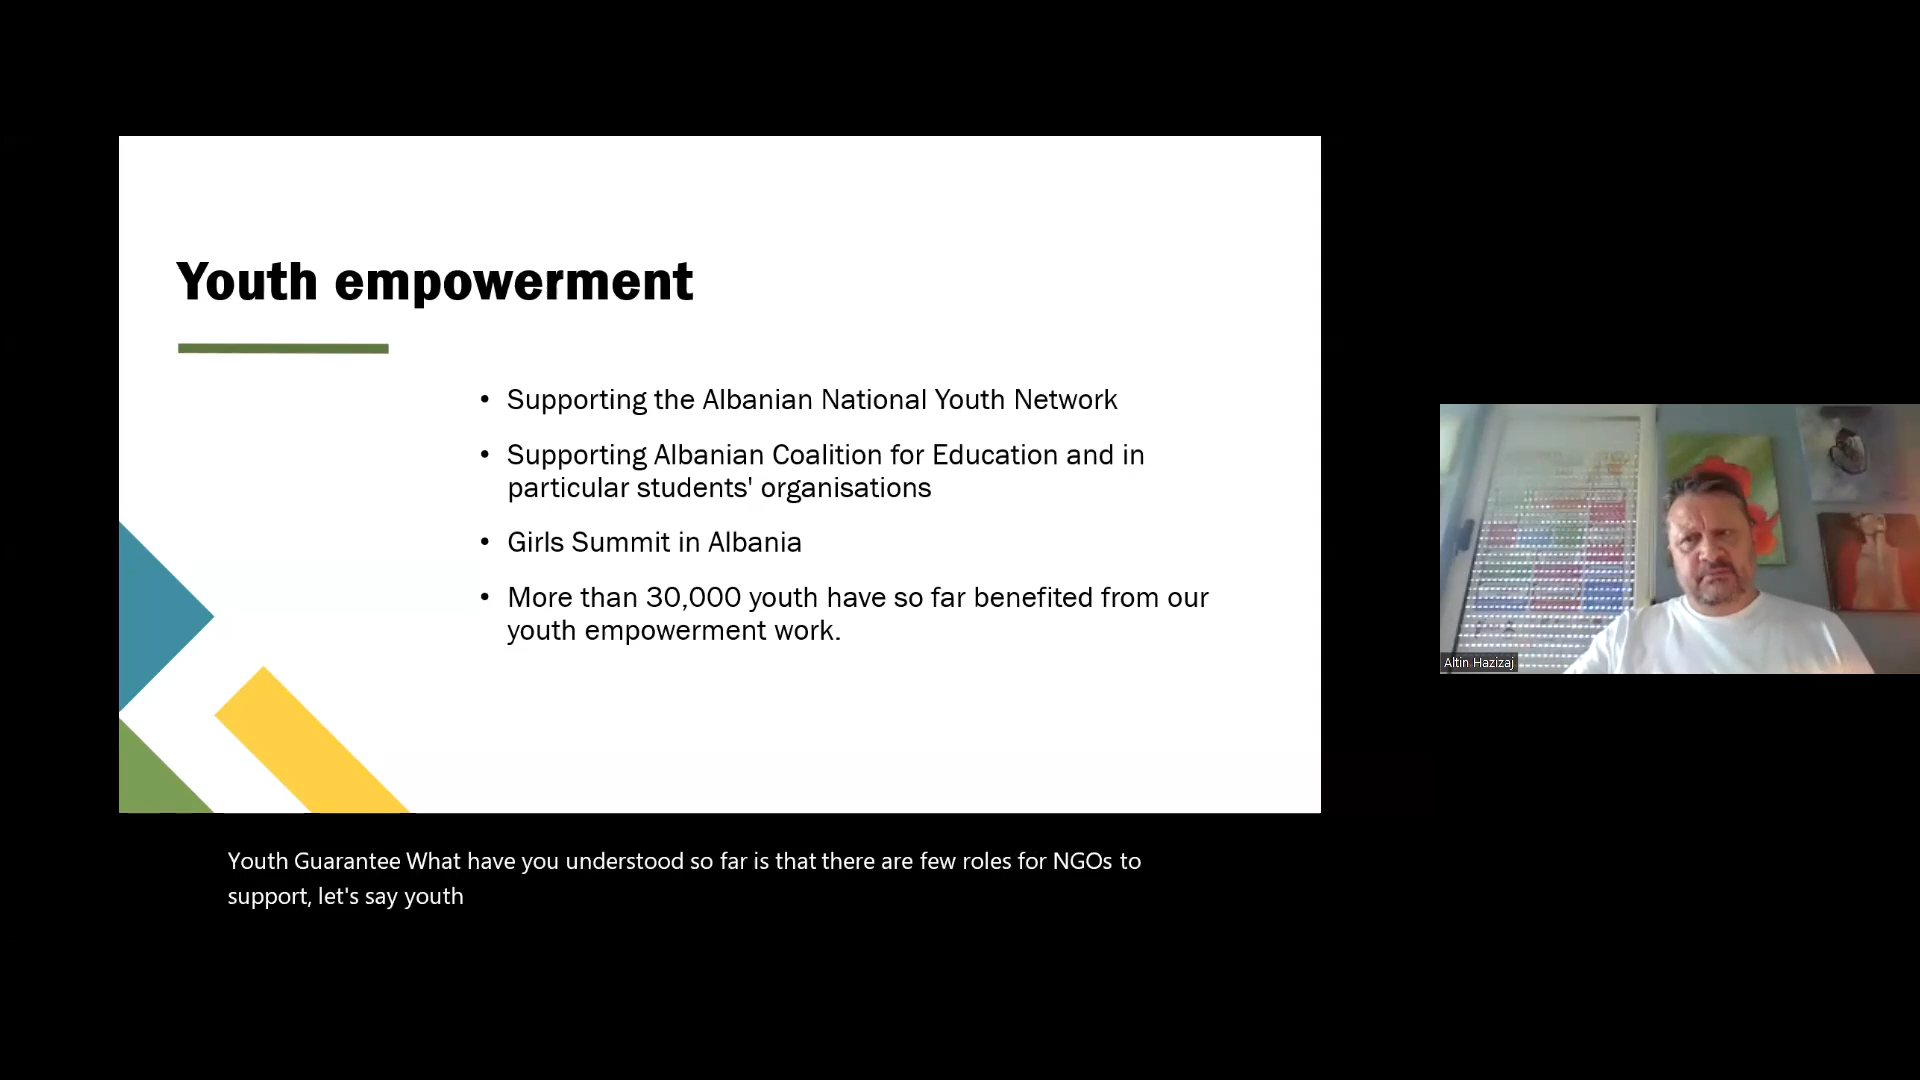 Youth empowerment
• Supporting the Albanian National Youth Network
• Supporting Albanian Coalition for Education and in
particular students' organisations
• Girls Summit in Albania
• More than 30,000 youth have so far benefited from our
youth empowerment work.
Altin Hazizaj
Youth Guarantee What have you understood so far is that there are few roles for NGOs to
support, let's say youth